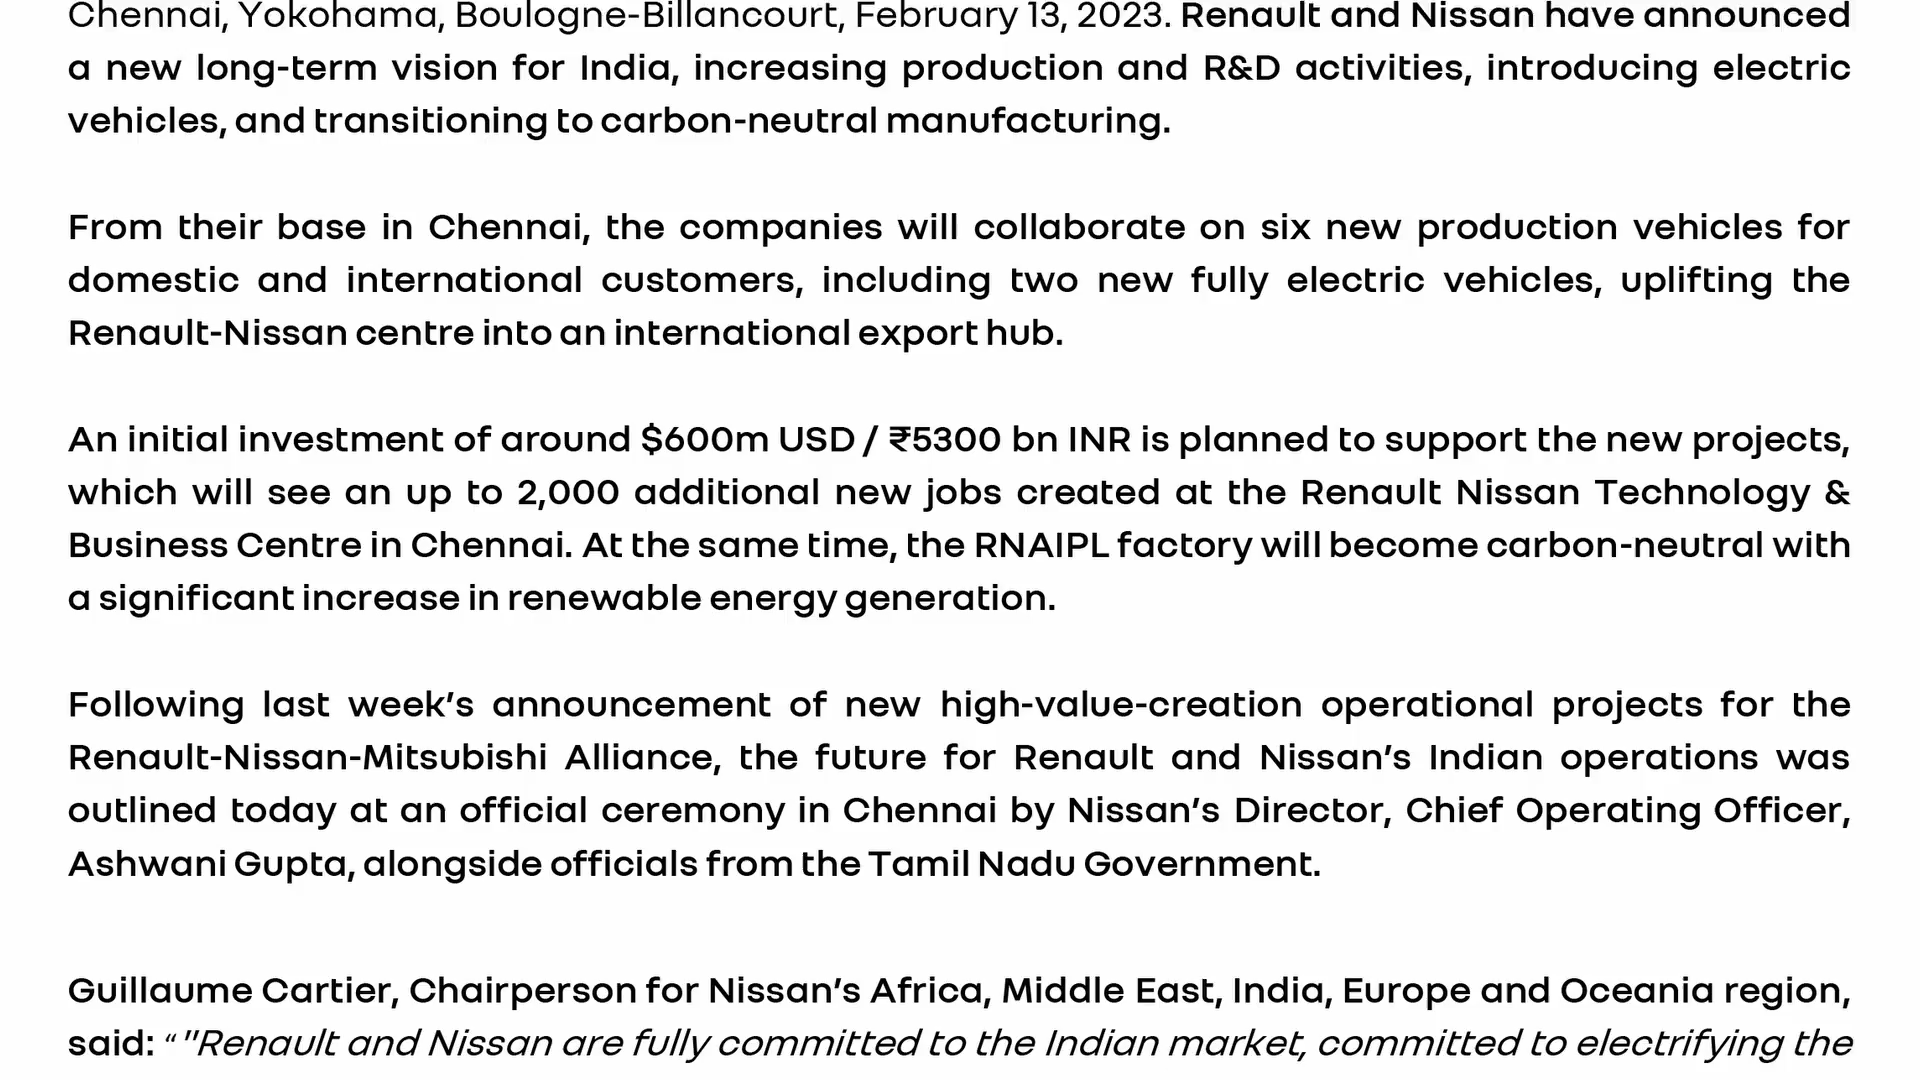 Chennai, Yokohama, Boulogne-Billancourt, February 13, 2023. Renault and Nissan have announced
a new long-term vision for India, increasing production and R&D activities, introducing electric
vehicles, and transitioning to carbon-neutral manufacturing.
From their base in Chennai, the companies will collaborate on six new production vehicles for
domestic and international customers, including two new fully electric vehicles, uplifting the
Renault-Nissan centre into an international export hub.
An initial investment of around $600m USD / ₹5300 bn INR is planned to support the new projects,
which will see an up to 2,000 additional new jobs created at the Renault Nissan Technology &
Business Centre in Chennai. At the same time, the RNAIPL factory will become carbon-neutral with
a significant increase in renewable energy generation.
Following last week’s announcement of new high-value-creation operational projects for the
Renault-Nissan-Mitsubishi Alliance, the future for Renault and Nissan’s Indian operations was
outlined today at an official ceremony in Chennai by Nissan’s Director, Chief Operating Officer,
Ashwani Gupta, alongside officials from the Tamil Nadu Government.
Guillaume Cartier, Chairperson for Nissan’s Africa, Middle East, India, Europe and Oceania region,
said: “ "Renault and Nissan are fully committed to the Indian market, committed to electrifying the